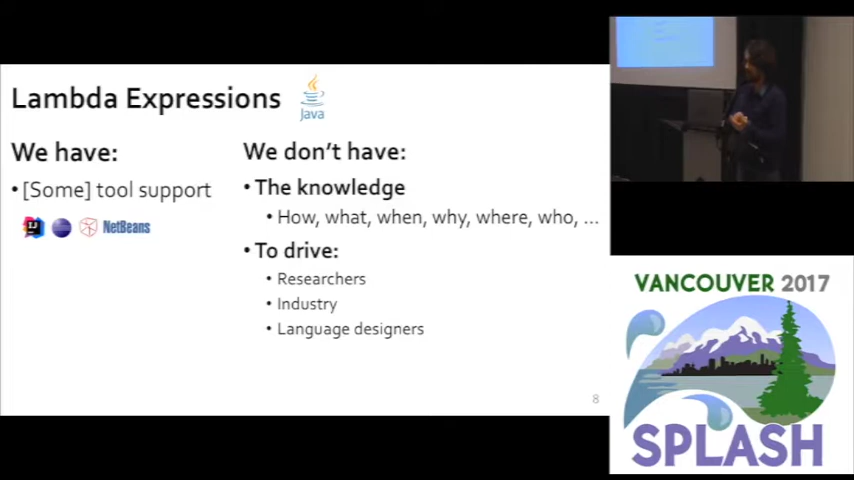 Lambda Expressions
Java
We have:
• [Some] tool support
IJ
NetBeans
We don't have:
• The knowledge
• How, what, when, why, where, who, ...
• To drive:
• Researchers
• Industry
• Language designers
8
VANCOUVER 2017
SPLASH